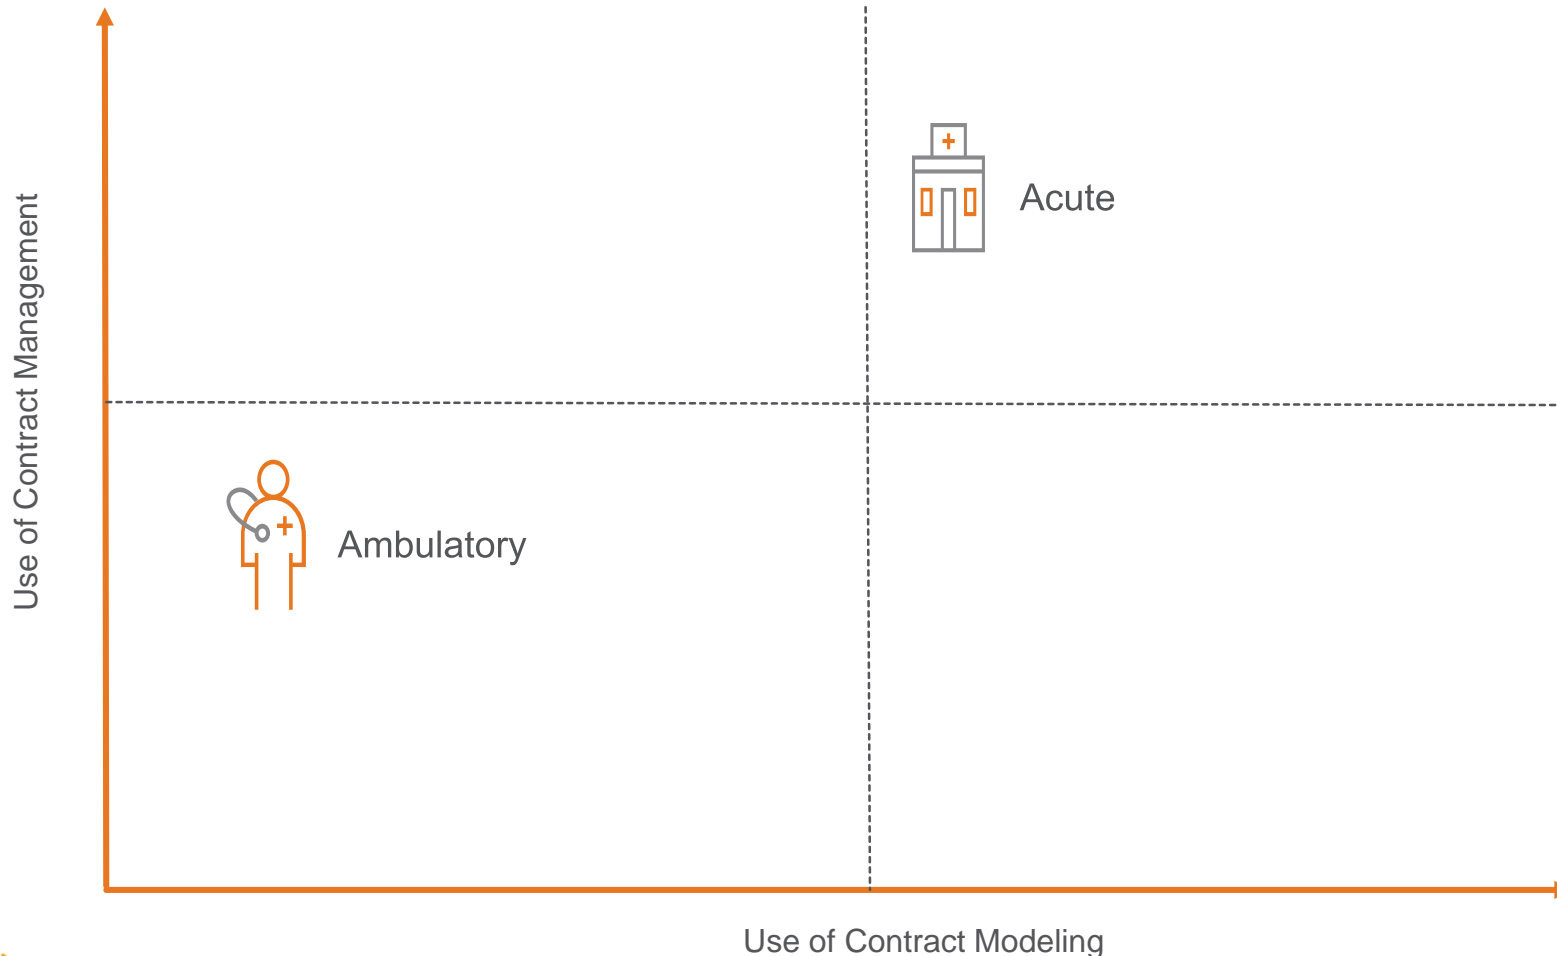 Use of Contract Management
Acute
Ambulatory
Use of Contract Modeling